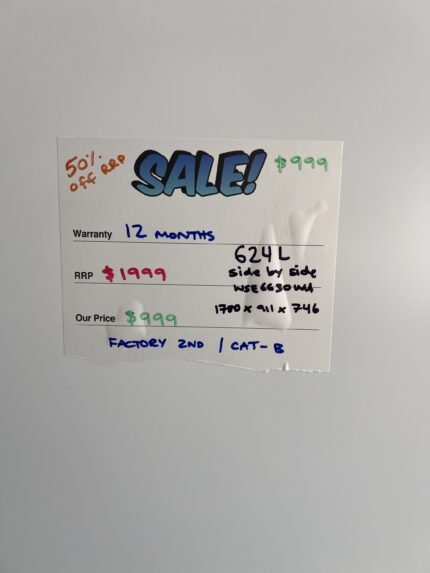 50%
off RRP
SALE!
$999
Warranty 12 MONTHS
624L
side by side
RRP $1999
WSE6630WA
1780 x 911 x 746
Our Price $999
FACTORY 2ND / CAT-B